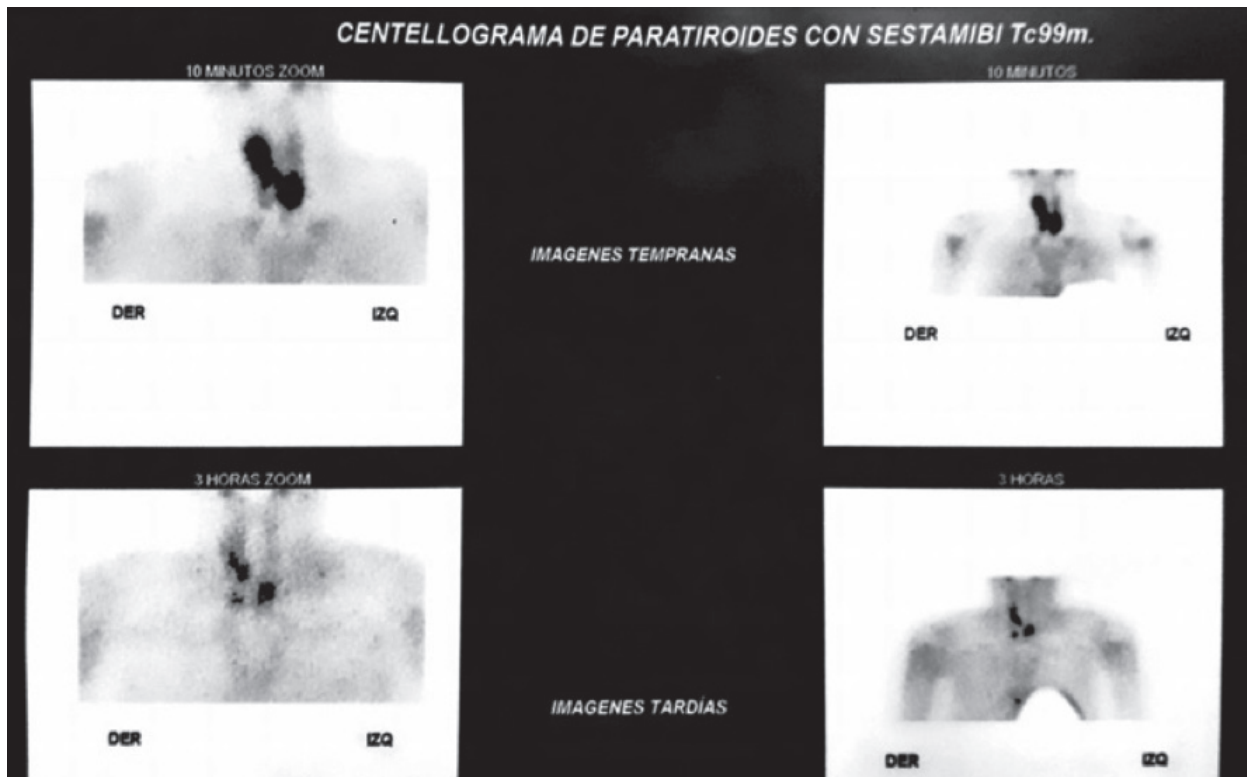 CENTELLOGRAMA DE PARATIROIDES CON SESTAMIBI Tc99m.
10 MINUTOS ZOOM
10 MINUTOS
IMAGENES TEMPRANAS
DER
IZQ
DER
IZQ
3 HORAS ZOOM
3 HORAS
IMAGENES TARDÍAS
DER
IZQ
DER
IZQ